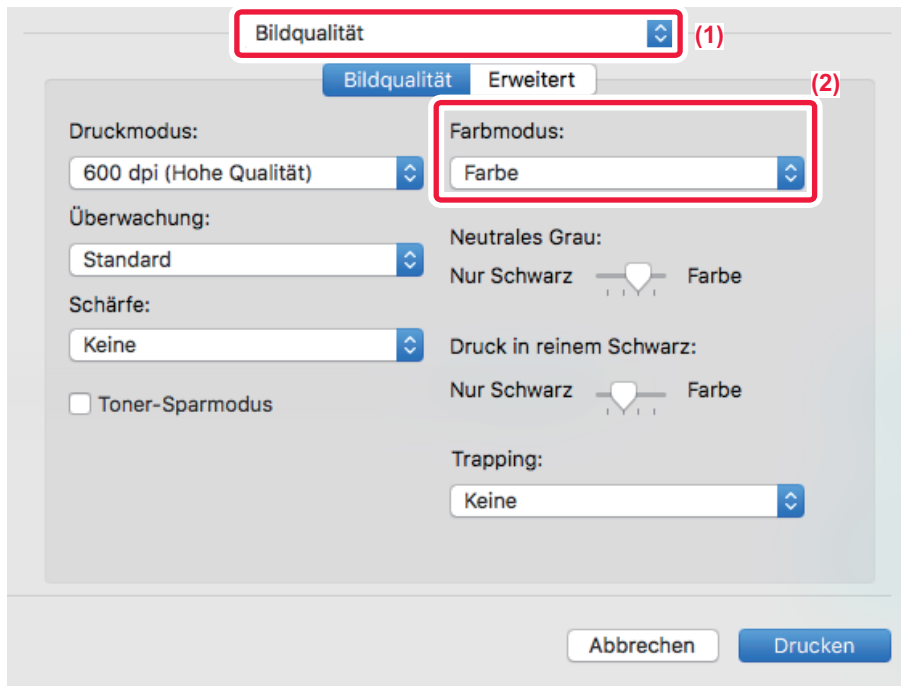 Bildqualität (1)
Bildqualität Erweitert
(2)
Druckmodus:
600 dpi (Hohe Qualität)
Überwachung:
Standard
Schärfe:
Keine
Toner-Sparmodus
Farbmodus:
Farbe
Neutrales Grau:
Nur Schwarz Farbe
Druck in reinem Schwarz:
Nur Schwarz Farbe
Trapping:
Keine
Abbrechen Drucken